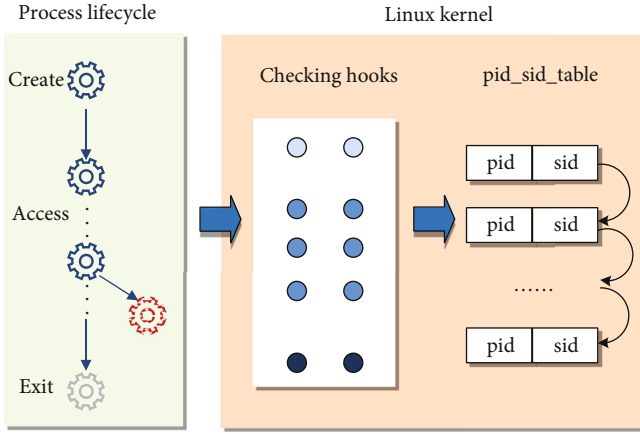 Process lifecycle
Linux kernel
Create
Access
Exit
Checking hooks
pid_sid_table
pid sid
pid sid
......
pid sid